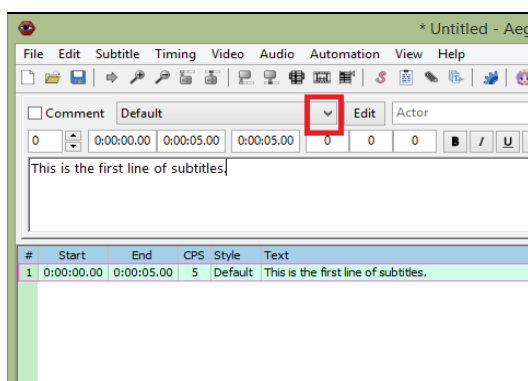 * Untitled - Aeg
File Edit Subtitle Timing Video Audio Automation View Help
Comment Default Edit Actor
0 0:00:00.00 0:00:05.00 0:00:05.00 0 0 0 B I U
This is the first line of subtitles.
# Start End CPS Style Text
1 0:00:00.00 0:00:05.00 5 Default This is the first line of subtitles.